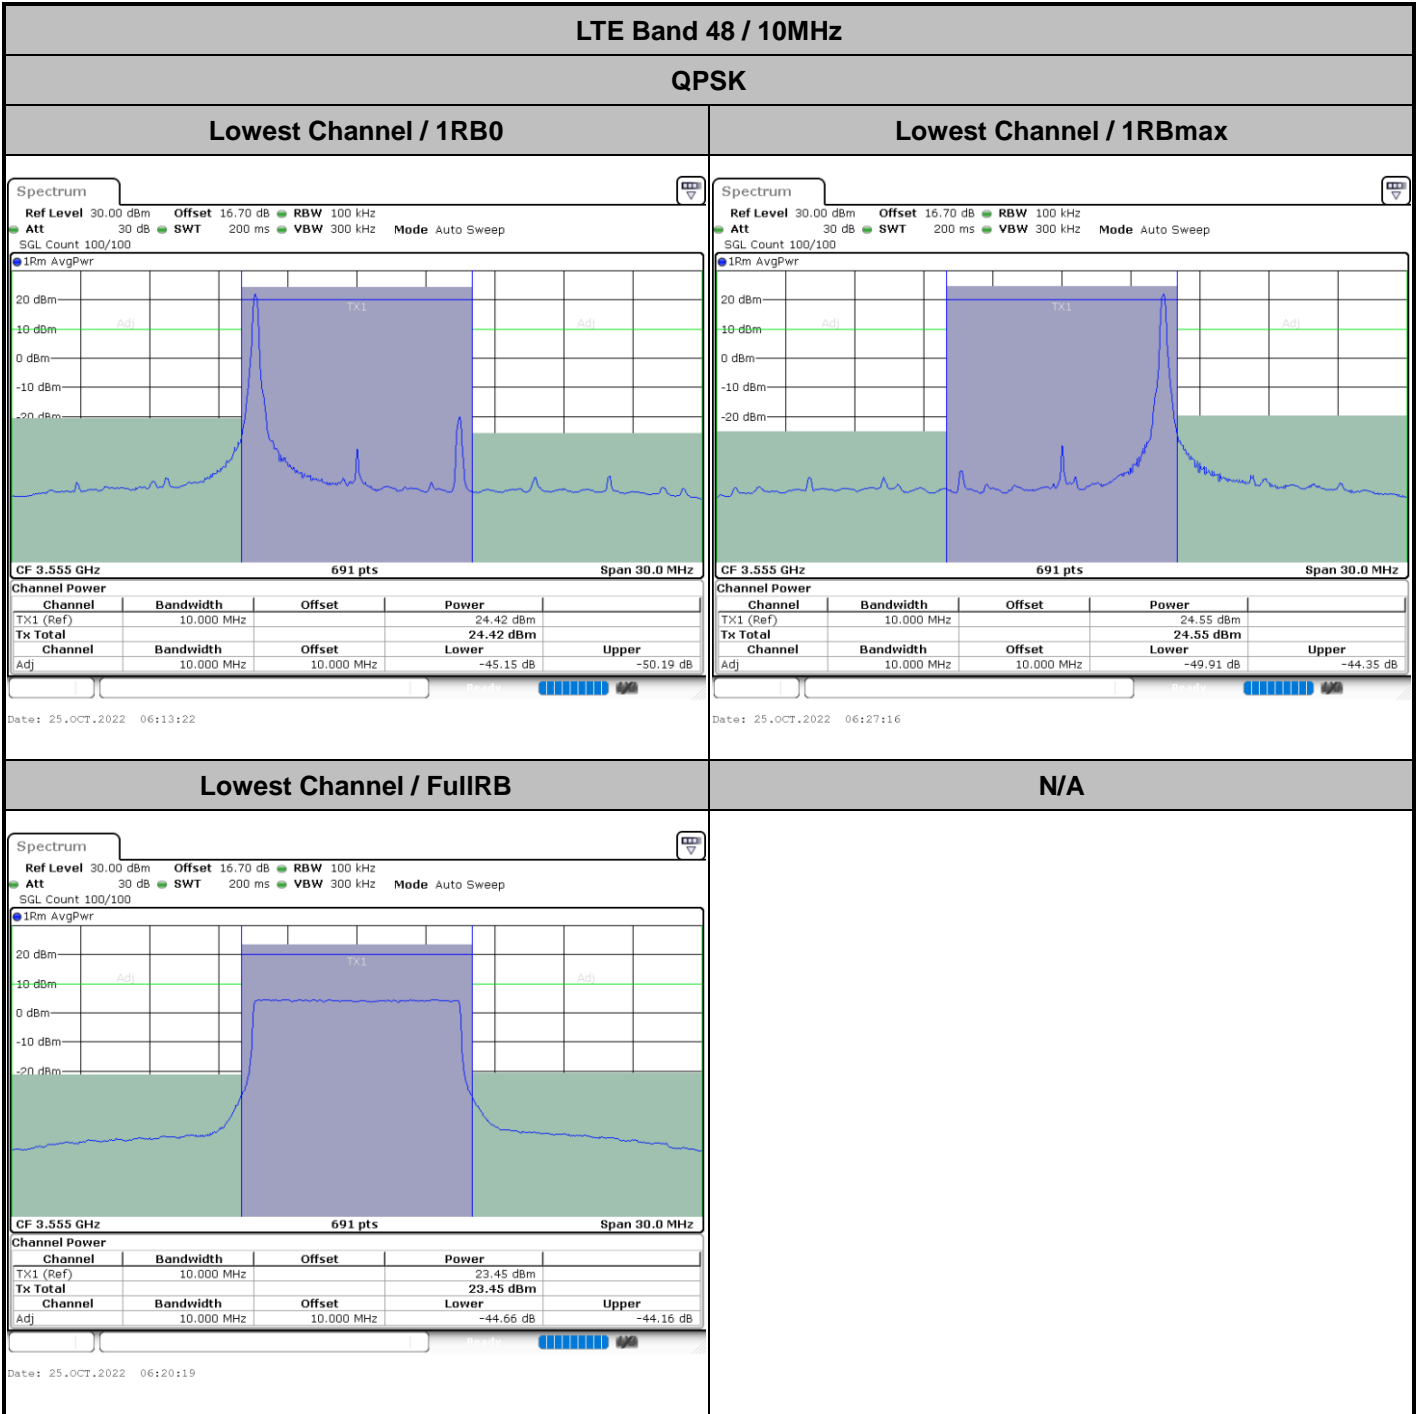 LTE Band 48 / 10MHz
QPSK
Lowest Channel / 1RB0
Lowest Channel / 1RBmax
Spectrum
Ref Level 30.00 dBm Offset 16.70 dB RBW 100 kHz
Att 30 dB SWT 200 ms VBW 300 kHz Mode Auto Sweep
SGL Count 100/100
1Rm AvgPwr
20 dBm
TX1
10 dBm
Adj
Adj
0 dBm
-10 dBm
-20 dBm
CF 3.555 GHz 691 pts Span 30.0 MHz
Channel Power
Channel Bandwidth Offset Power
TX1 (Ref) 10.000 MHz 24.42 dBm
Tx Total 24.42 dBm
Channel Bandwidth Offset Lower Upper
Adj 10.000 MHz 10.000 MHz -45.15 dB -50.19 dB
Ready
Date: 25.OCT.2022 06:13:22
Spectrum
Ref Level 30.00 dBm Offset 16.70 dB RBW 100 kHz
Att 30 dB SWT 200 ms VBW 300 kHz Mode Auto Sweep
SGL Count 100/100
1Rm AvgPwr
20 dBm
TX1
10 dBm
Adj
Adj
0 dBm
-10 dBm
-20 dBm
CF 3.555 GHz 691 pts Span 30.0 MHz
Channel Power
Channel Bandwidth Offset Power
TX1 (Ref) 10.000 MHz 24.55 dBm
Tx Total 24.55 dBm
Channel Bandwidth Offset Lower Upper
Adj 10.000 MHz 10.000 MHz -49.91 dB -44.35 dB
Ready
Date: 25.OCT.2022 06:27:16
Lowest Channel / FullRB
N/A
Spectrum
Ref Level 30.00 dBm Offset 16.70 dB RBW 100 kHz
Att 30 dB SWT 200 ms VBW 300 kHz Mode Auto Sweep
SGL Count 100/100
1Rm AvgPwr
20 dBm
TX1
10 dBm
Adj
Adj
0 dBm
-10 dBm
-20 dBm
CF 3.555 GHz 691 pts Span 30.0 MHz
Channel Power
Channel Bandwidth Offset Power
TX1 (Ref) 10.000 MHz 23.45 dBm
Tx Total 23.45 dBm
Channel Bandwidth Offset Lower Upper
Adj 10.000 MHz 10.000 MHz -44.66 dB -44.16 dB
Ready
Date: 25.OCT.2022 06:20:19